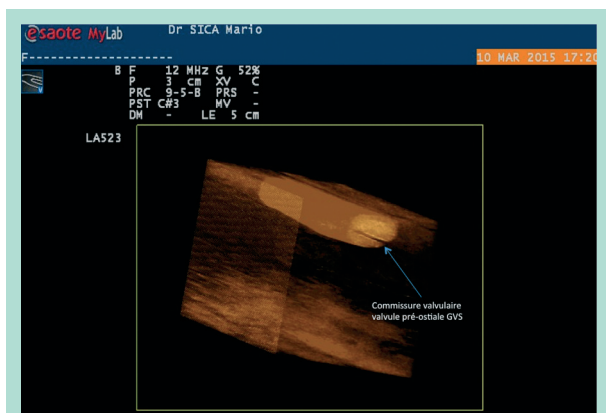 esaote MyLab
Dr SICA Mario
F-----------------
10 MAR 2015 17:20
B F 12 MHz G 52%
P 3 cm XV C
PRC 9-5-B PRS -
PST C#3 MV -
DM - LE 5 cm
LA523
Commissure valvulaire
valvule pré-ostiale GVS